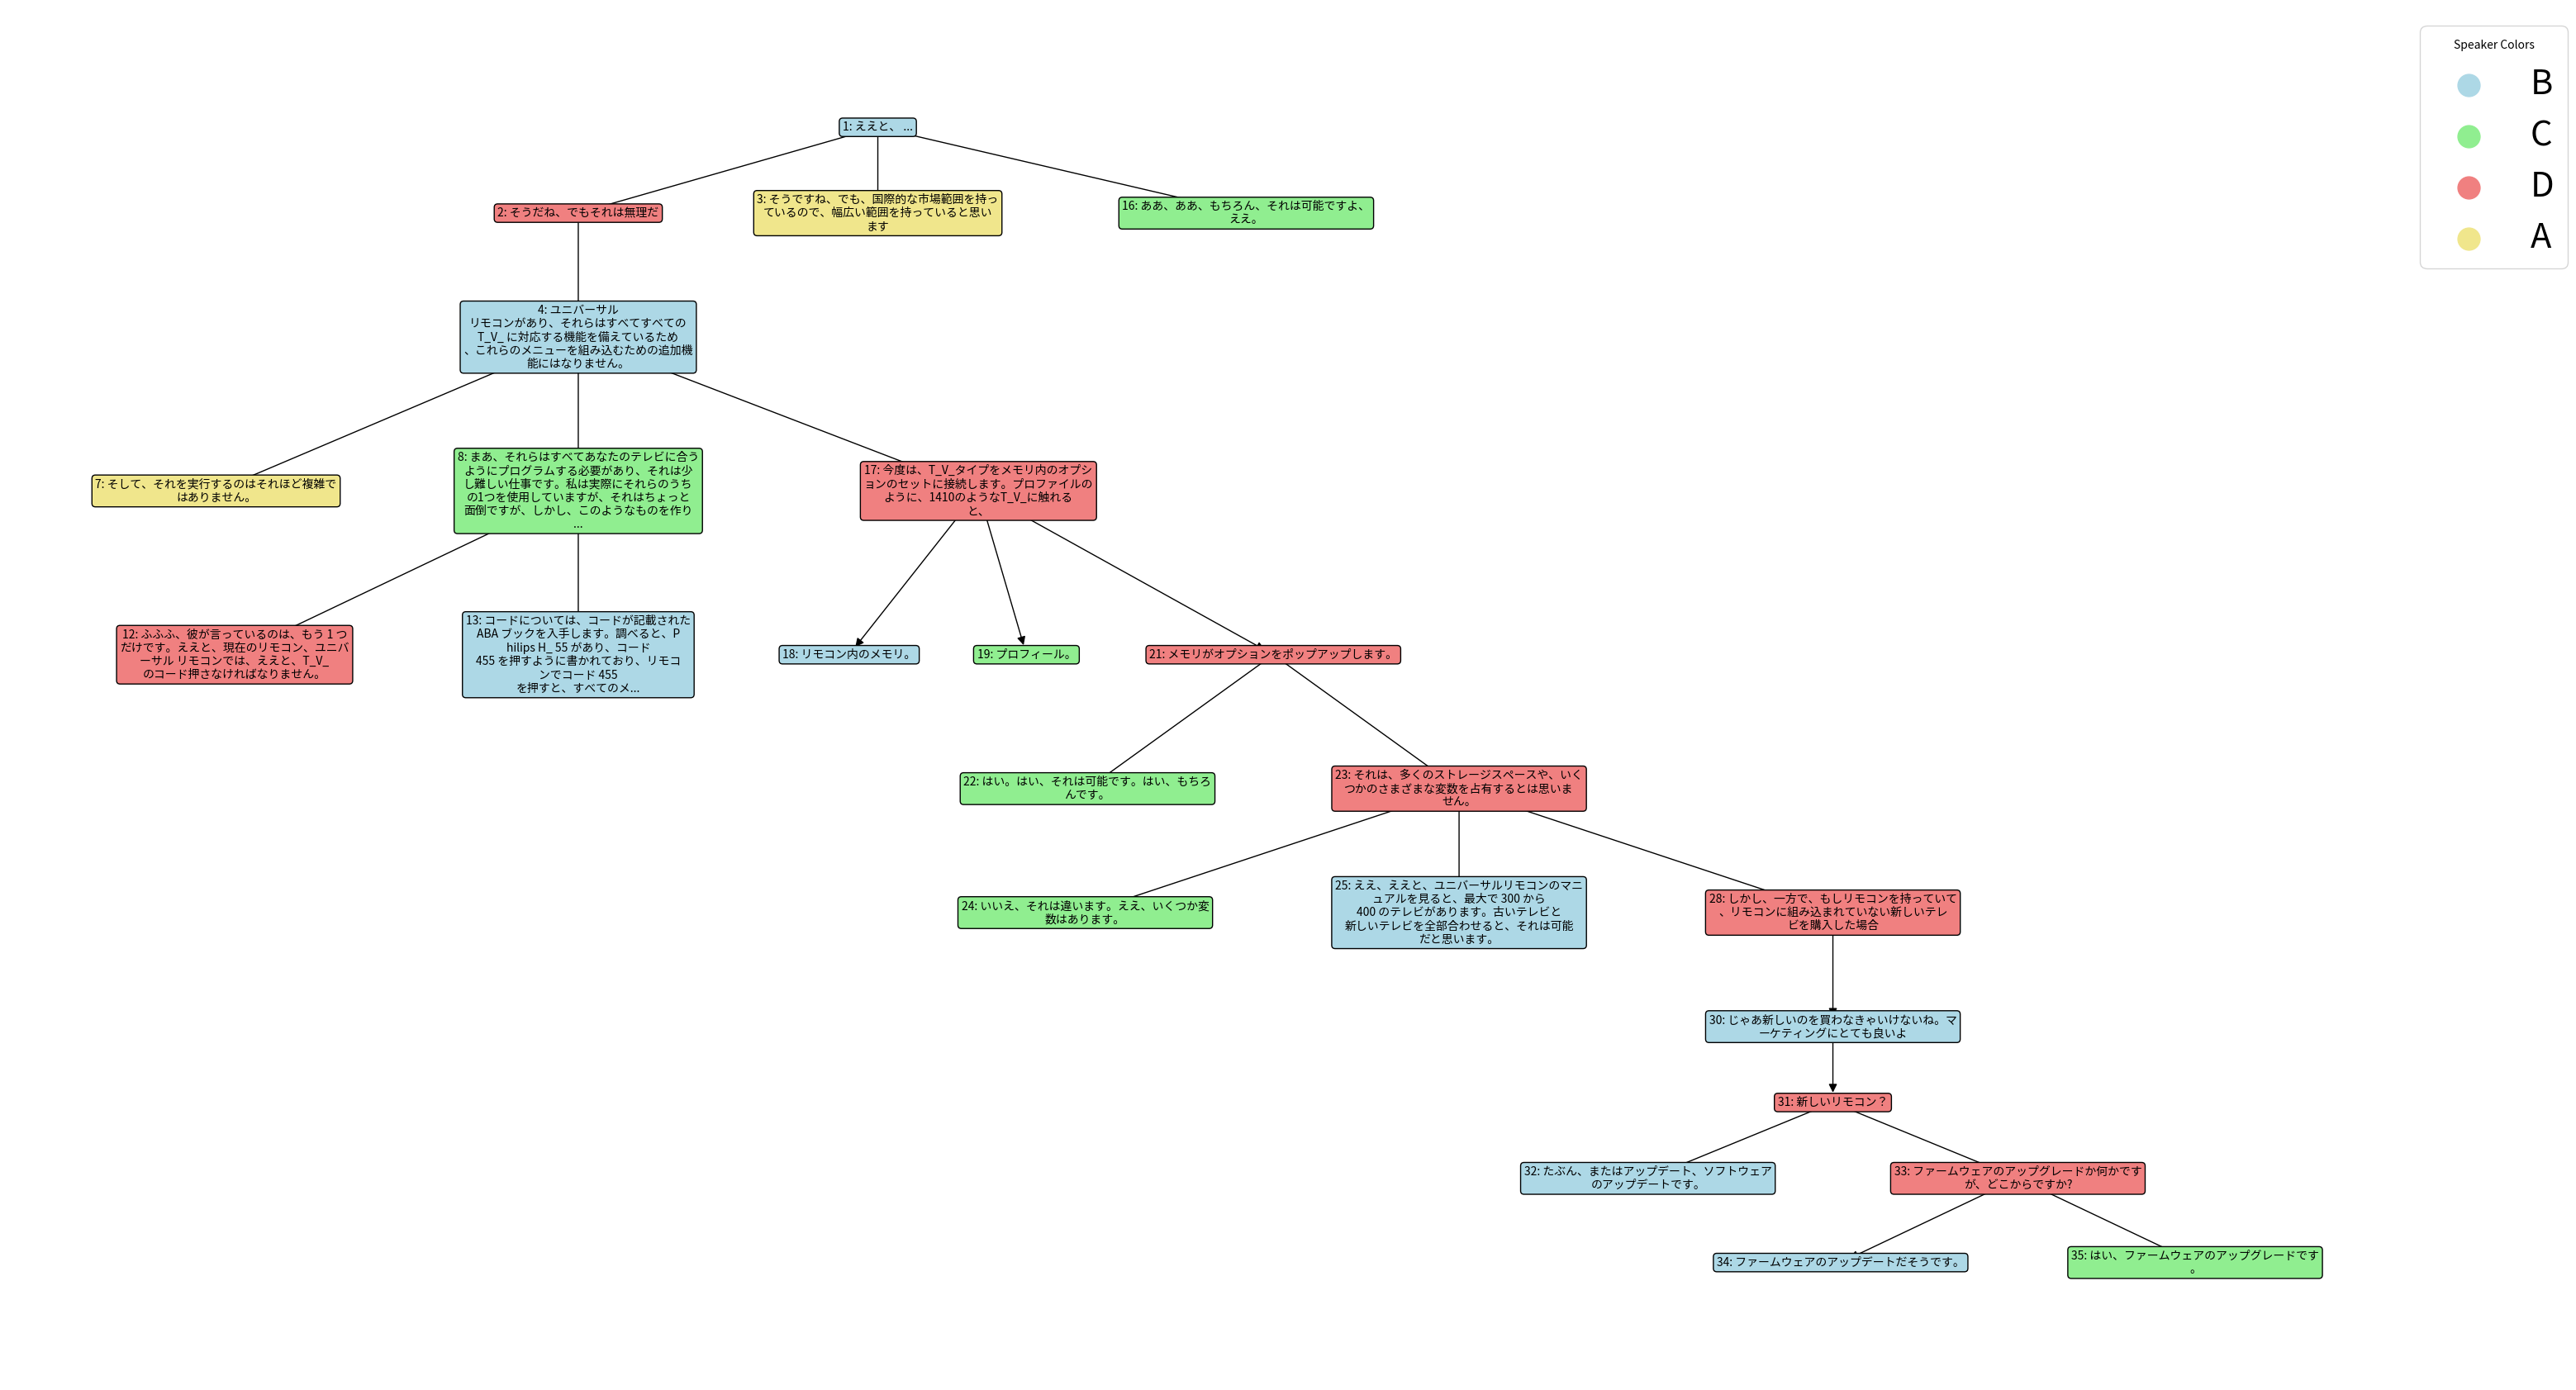 Speaker Colors
B
C
D
A
1: ええと、 ...
2: そうだね、でもそれは無理だ
3: そうですね、でも、国際的な市場範囲を持っ
ているので、幅広い範囲を持っていると思い
ます
16: ああ、ああ、もちろん、それは可能ですよ、
ええ。
4: ユニバーサル
リモコンがあり、それらはすべてすべての
T_V_ に対応する機能を備えているため
、これらのメニューを組み込むための追加機
能にはなりません。
7: そして、それを実行するのはそれほど複雑で
はありません。
8: まあ、それらはすべてあなたのテレビに合う
ようにプログラムする必要があり、それは少
し難しい仕事です。私は実際にそれらのうち
の1つを使用していますが、それはちょっと
面倒ですが、しかし、このようなものを作り
...
17: 今度は、T_V_タイプをメモリ内のオプシ
ョンのセットに接続します。プロファイルの
ように、1410のようなT_V_に触れる
と、
12: ふふふ、彼が言っているのは、もう 1 つ
だけです。ええと、現在のリモコン、ユニバ
ーサル リモコンでは、ええと、T_V_
のコード押さなければなりません。
13: コードについては、コードが記載された
ABA ブックを入手します。調べると、P
hilips H_ 55 があり、コード
455 を押すように書かれており、リモコ
ンでコード 455
を押すと、すべてのメ...
18: リモコン内のメモリ。
19: プロフィール。
21: メモリがオプションをポップアップします。
22: はい。はい、それは可能です。はい、もちろ
んです。
23: それは、多くのストレージスペースや、いく
つかのさまざまな変数を占有するとは思いま
せん。
24: いいえ、それは違います。ええ、いくつか変
数はあります。
25: ええ、ええと、ユニバーサルリモコンのマニ
ュアルを見ると、最大で 300 から
400 のテレビがあります。古いテレビと
新しいテレビを全部合わせると、それは可能
だと思います。
28: しかし、一方で、もしリモコンを持っていて
、リモコンに組み込まれていない新しいテレ
ビを購入した場合
30: じゃあ新しいのを買わなきゃいけないね。マ
ーケティングにとても良いよ
31: 新しいリモコン？
32: たぶん、またはアップデート、ソフトウェア
のアップデートです。
33: ファームウェアのアップグレードか何かです
が、どこからですか?
34: ファームウェアのアップデートだそうです。
35: はい、ファームウェアのアップグレードです
。